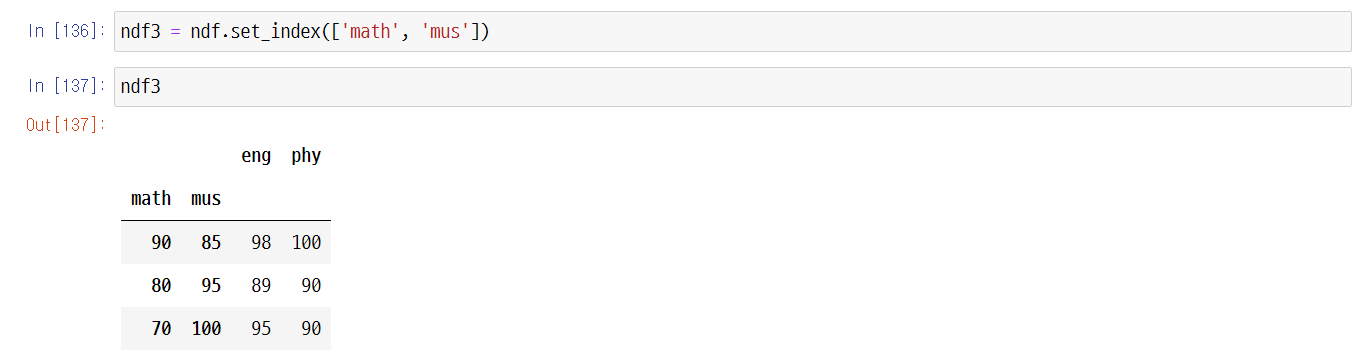 In [136]: ndf3 = ndf.set_index(['math', 'mus'])
In [137]: ndf3
Out[137]:
eng phy
math mus
90 85 98 100
80 95 89 90
70 100 95 90